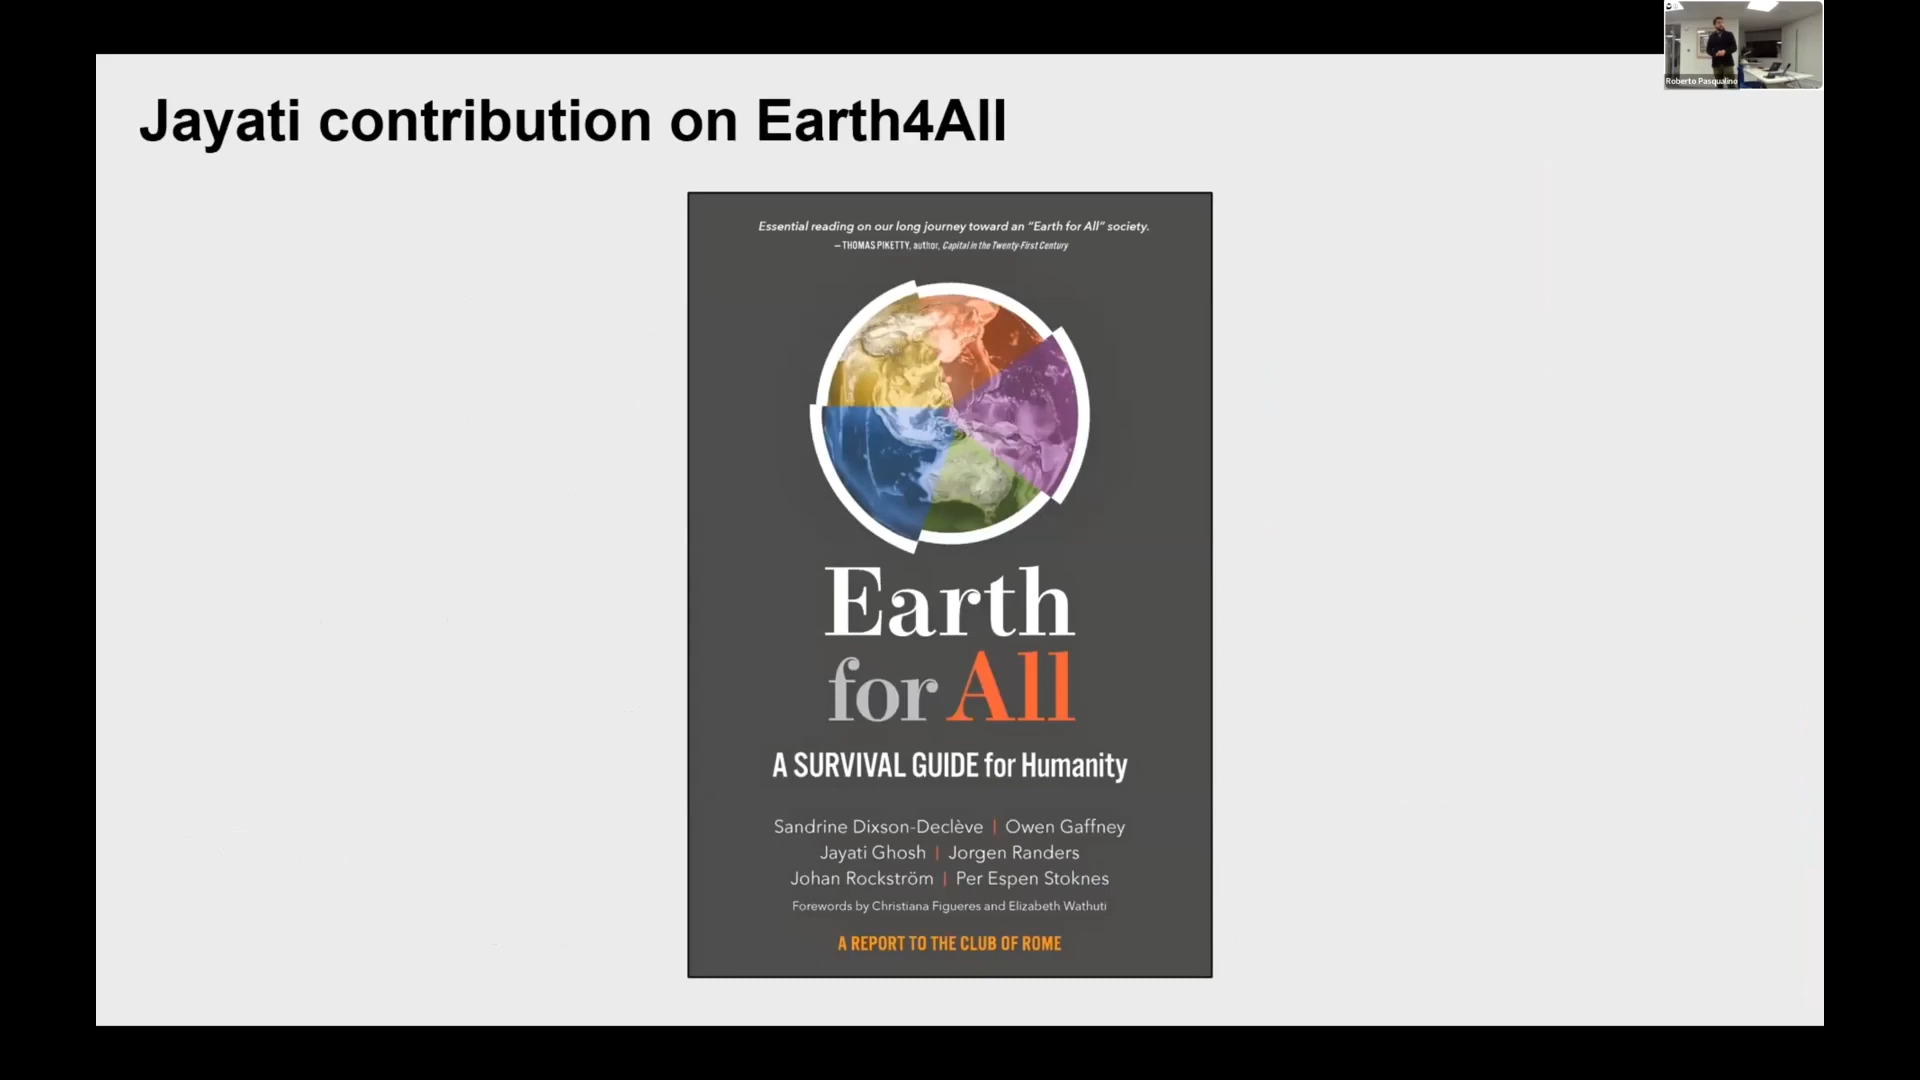 Roberto Pasqualino
Jayati contribution on Earth4All
Essential reading on our long journey toward an “Earth for All” society.
– THOMAS PIKETTY, author, Capital in the Twenty-First Century
Earth
for All
A SURVIVAL GUIDE for Humanity
Sandrine Dixson-Declève | Owen Gaffney
Jayati Ghosh | Jorgen Randers
Johan Rockström | Per Espen Stoknes
Forewords by Christiana Figueres and Elizabeth Wathuti
A REPORT TO THE CLUB OF ROME